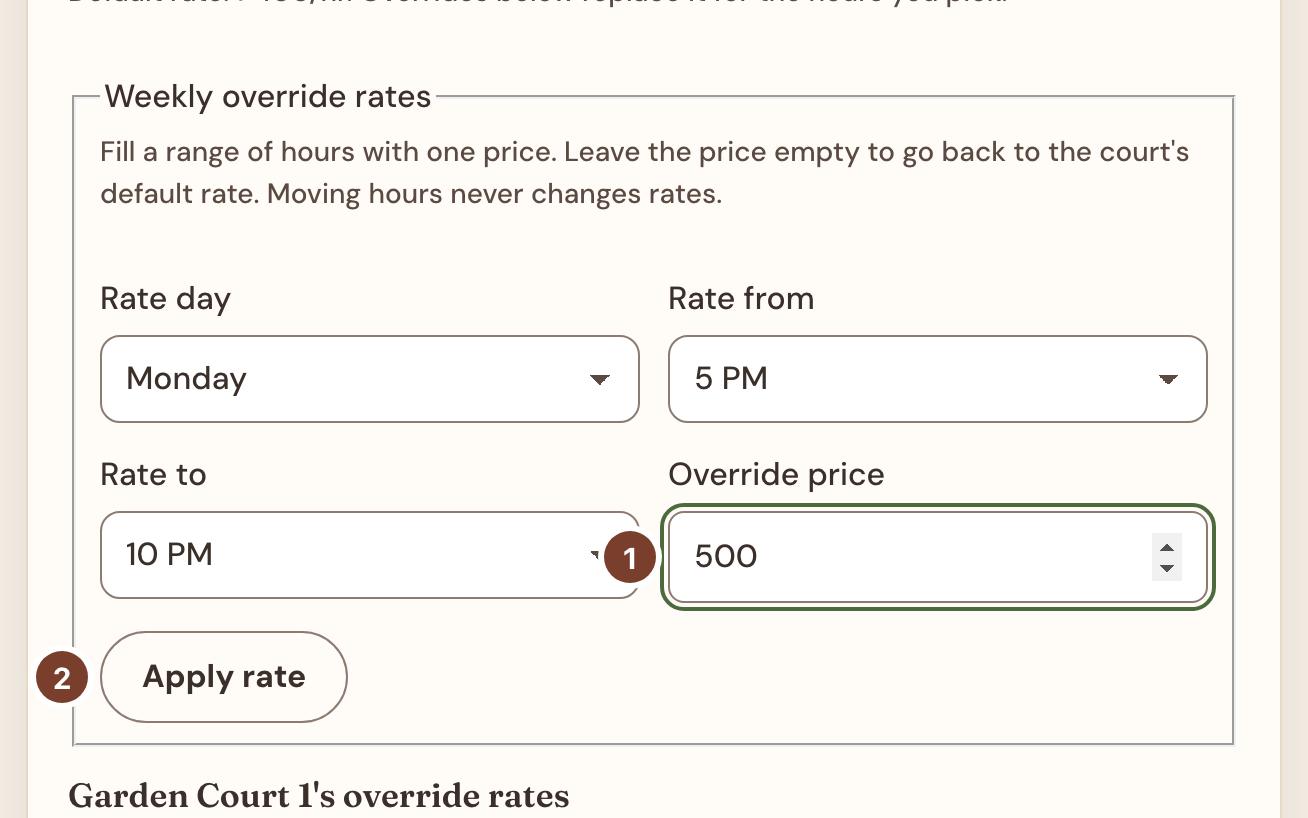 Weekly override rates
Fill a range of hours with one price. Leave the price empty to go back to the court's
default rate. Moving hours never changes rates.
Rate day
Rate from
Monday
5 PM
Rate to
Override price
10 PM
1
500
2
Apply rate
Garden Court 1's override rates